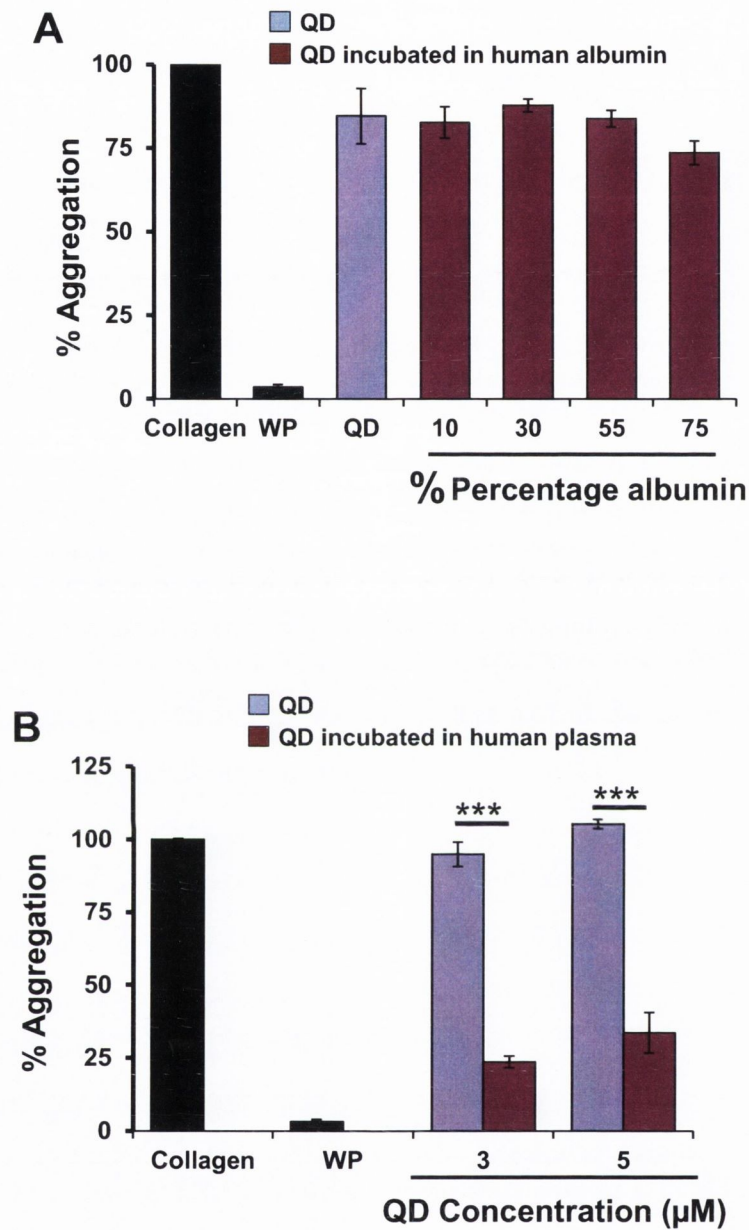 A
QD
QD incubated in human albumin
100
75
50
25
0
% Aggregation
Collagen WP QD 10 30 55 75
% Percentage albumin
B
QD
QD incubated in human plasma
125
100
75
50
25
0
% Aggregation
*** ***
Collagen WP 3 5
QD Concentration (µM)